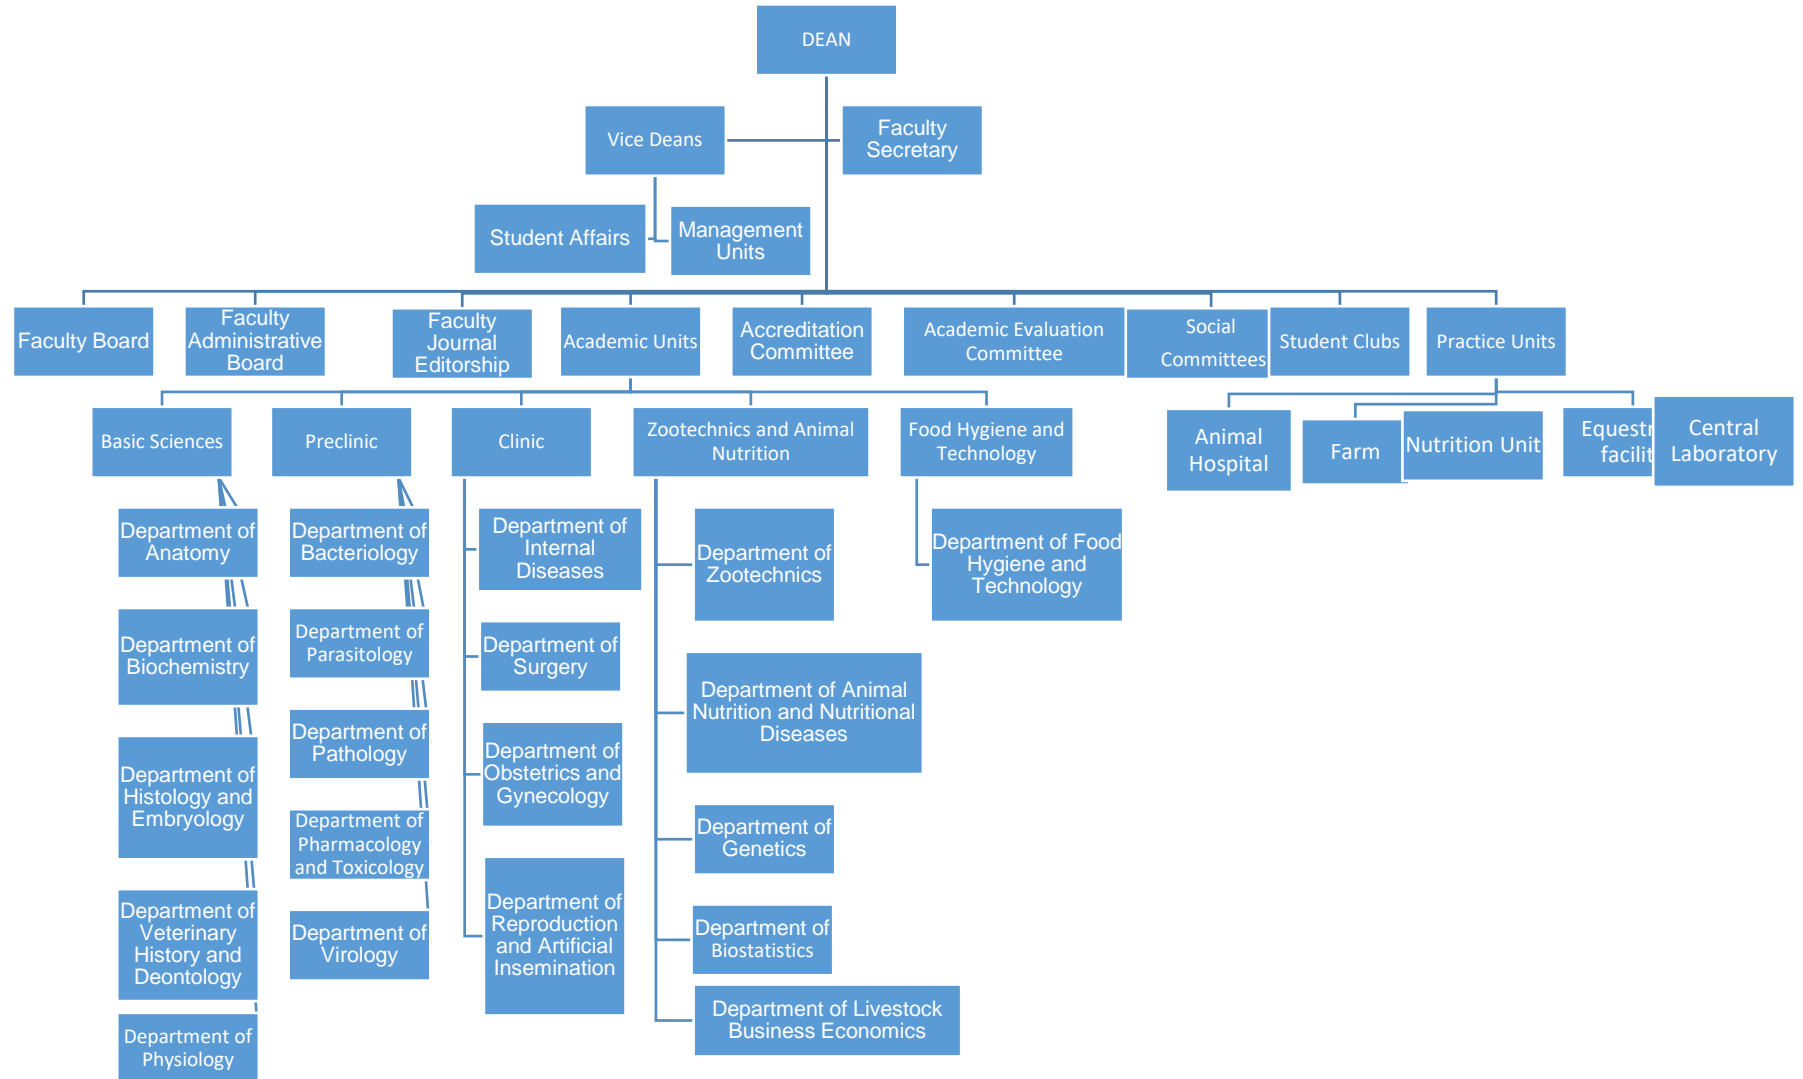 DEAN
Vice Deans
Faculty
Secretary
Student Affairs
Management
Units
Faculty Board
Faculty
Administrative
Board
Faculty
Journal
Editorship
Academic Units
Accreditation
Committee
Academic Evaluation
Committee
Social
Committees
Student Clubs
Practice Units
Basic Sciences
Preclinic
Clinic
Zootechnics and Animal
Nutrition
Food Hygiene and
Technology
Animal
Hospital
Farm
Nutrition Unit
Equestr
facilit
Central
Laboratory
Department of
Anatomy
Department of
Biochemistry
Department of
Histology and
Embryology
Department of
Veterinary
History and
Deontology
Department of
Physiology
Department of
Bacteriology
Department of
Parasitology
Department of
Pathology
Department of
Pharmacology
and Toxicology
Department of
Virology
Department of
Internal
Diseases
Department of
Surgery
Department of
Obstetrics and
Gynecology
Department of
Reproduction
and Artificial
Insemination
Department of
Zootechnics
Department of Animal
Nutrition and Nutritional
Diseases
Department of
Genetics
Department of
Biostatistics
Department of Livestock
Business Economics
Department of Food
Hygiene and
Technology